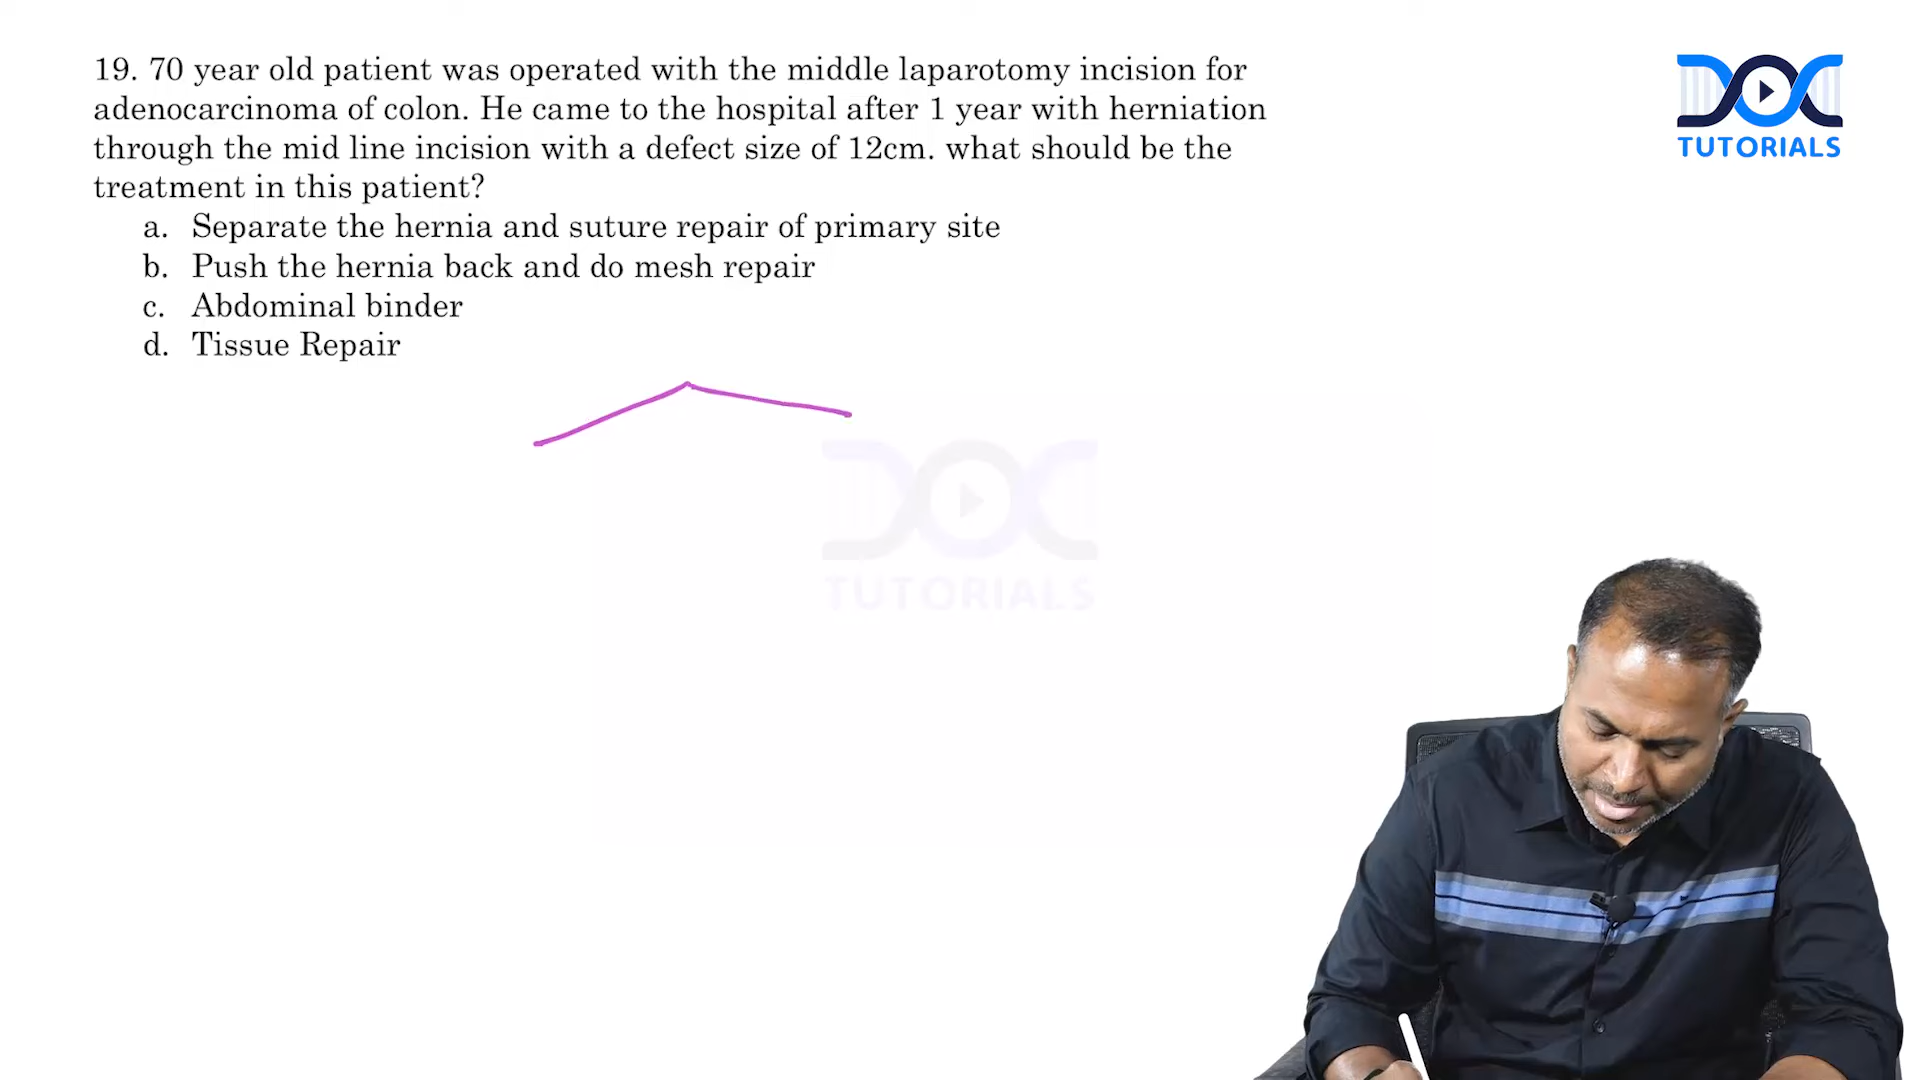 19. 70 year old patient was operated with the middle laparotomy incision for
adenocarcinoma of colon. He came to the hospital after 1 year with herniation
through the mid line incision with a defect size of 12cm. what should be the
treatment in this patient?
a. Separate the hernia and suture repair of primary site
b. Push the hernia back and do mesh repair
c. Abdominal binder
d. Tissue Repair
DOC
TUTORIALS
DOC
TUTORIALS